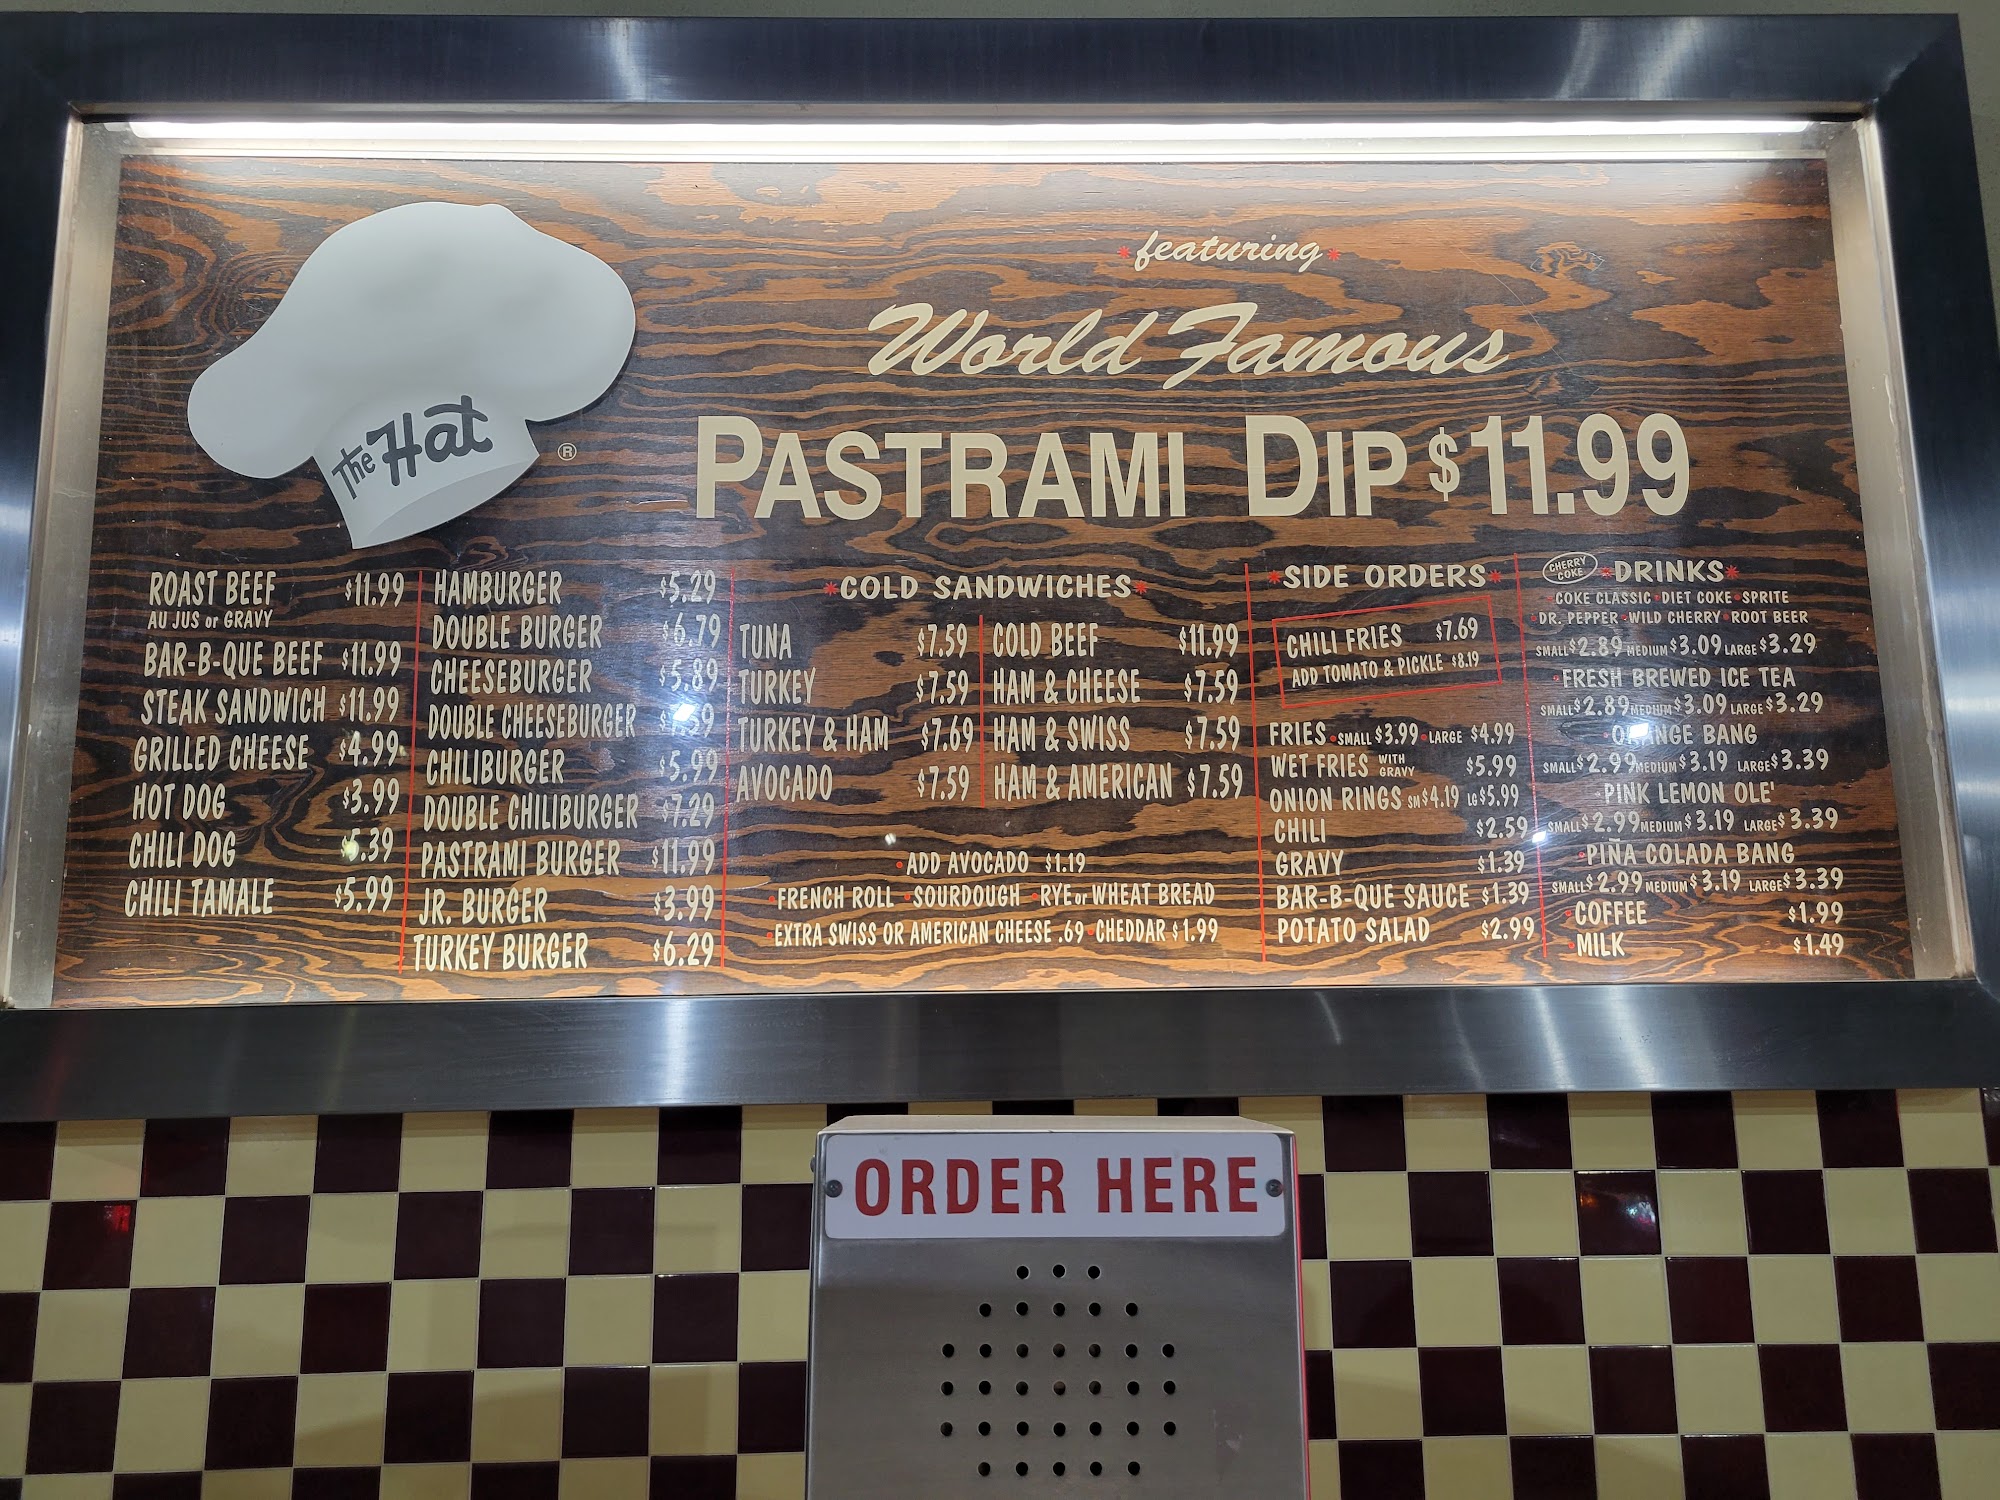 The Hat ®
*featuring*
World Famous
PASTRAMI DIP $11.99
ROAST BEEF $11.99
AU JUS or GRAVY
BAR-B-QUE BEEF $11.99
STEAK SANDWICH $11.99
GRILLED CHEESE $4.99
HOT DOG $3.99
CHILI DOG .39
CHILI TAMALE $5.99
HAMBURGER $5.29
DOUBLE BURGER $6.79
CHEESEBURGER $5.89
DOUBLE CHEESEBURGER
CHILIBURGER $5.99
DOUBLE CHILIBURGER $7.29
PASTRAMI BURGER $11.99
JR. BURGER $3.99
TURKEY BURGER $6.29
*COLD SANDWICHES*
TUNA $7.59
TURKEY $7.59
TURKEY & HAM $7.69
AVOCADO $7.59
COLD BEEF $11.99
HAM & CHEESE $7.59
HAM & SWISS $7.59
HAM & AMERICAN $7.59
•ADD AVOCADO $1.19
•FRENCH ROLL •SOURDOUGH •RYE or WHEAT BREAD
•EXTRA SWISS OR AMERICAN CHEESE .69 •CHEDDAR $1.99
*SIDE ORDERS*
CHILI FRIES $7.69
ADD TOMATO & PICKLE $8.19
FRIES •SMALL $3.99 •LARGE $4.99
WET FRIES WITH GRAVY $5.99
ONION RINGS SM $4.19 LG $5.99
CHILI $2.59
GRAVY $1.39
BAR-B-QUE SAUCE $1.39
POTATO SALAD $2.99
CHERRY COKE *DRINKS*
•COKE CLASSIC •DIET COKE •SPRITE
•DR. PEPPER •WILD CHERRY •ROOT BEER
SMALL $2.89 MEDIUM $3.09 LARGE $3.29
•FRESH BREWED ICE TEA
SMALL $2.89 MEDIUM $3.09 LARGE $3.29
•ORANGE BANG
SMALL $2.99 MEDIUM $3.19 LARGE $3.39
•PINK LEMON OLE'
SMALL $2.99 MEDIUM $3.19 LARGE $3.39
•PIÑA COLADA BANG
SMALL $2.99 MEDIUM $3.19 LARGE $3.39
•COFFEE $1.99
•MILK $1.49
ORDER HERE